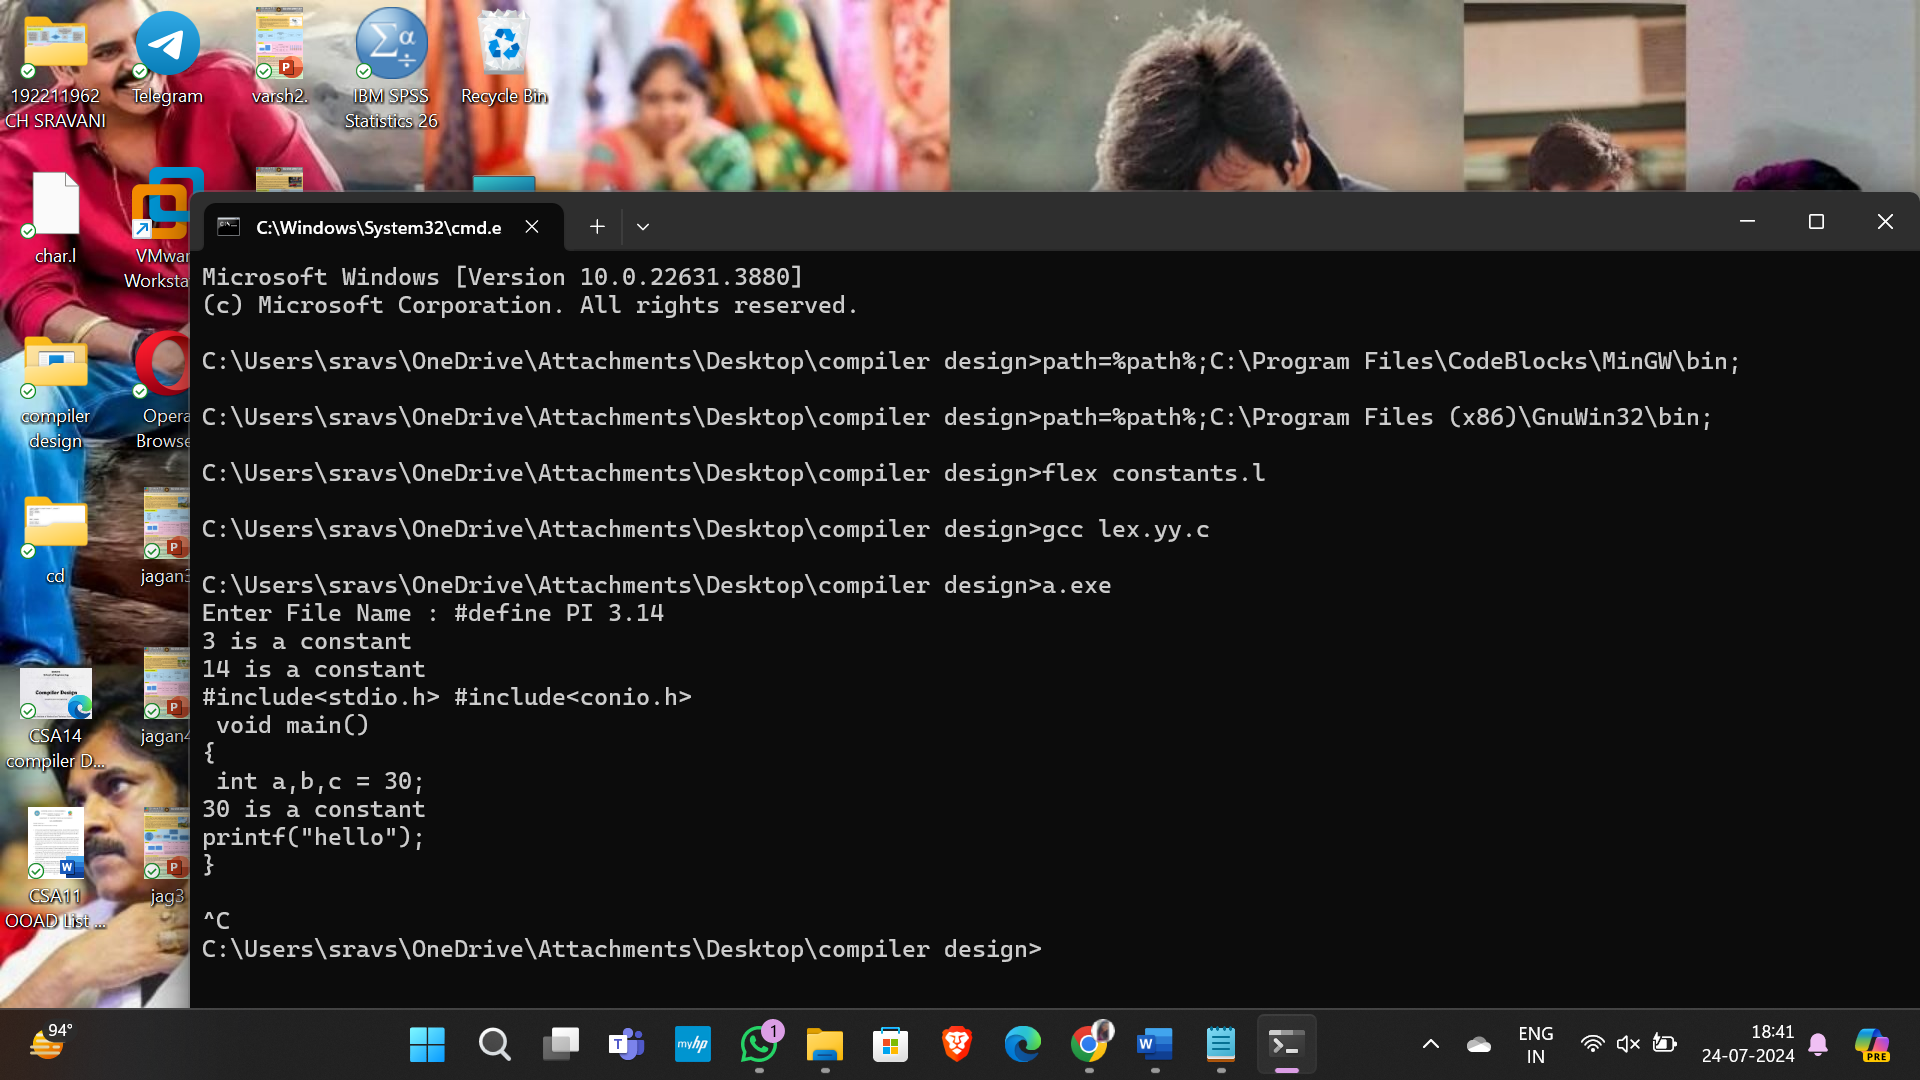 192211962
CH SRAVANI
Telegram
varsh2.
IBM SPSS
Statistics 26
Recycle Bin
char.l
VMwar
Worksta
compiler
design
Opera
Browse
cd
jagan3
CSA14
compiler D...
jagan4
CSA11
OOAD List ...
jag3
C:\Windows\System32\cmd.e
Microsoft Windows [Version 10.0.22631.3880]
(c) Microsoft Corporation. All rights reserved.
C:\Users\sravs\OneDrive\Attachments\Desktop\compiler design>path=%path%;C:\Program Files\CodeBlocks\MinGW\bin;
C:\Users\sravs\OneDrive\Attachments\Desktop\compiler design>path=%path%;C:\Program Files (x86)\GnuWin32\bin;
C:\Users\sravs\OneDrive\Attachments\Desktop\compiler design>flex constants.l
C:\Users\sravs\OneDrive\Attachments\Desktop\compiler design>gcc lex.yy.c
C:\Users\sravs\OneDrive\Attachments\Desktop\compiler design>a.exe
Enter File Name : #define PI 3.14
3 is a constant
14 is a constant
#include<stdio.h> #include<conio.h>
 void main()
{
 int a,b,c = 30;
30 is a constant
printf("hello");
}
^C
C:\Users\sravs\OneDrive\Attachments\Desktop\compiler design>
94°
myhp
1
ENG
IN
18:41
24-07-2024
PRE